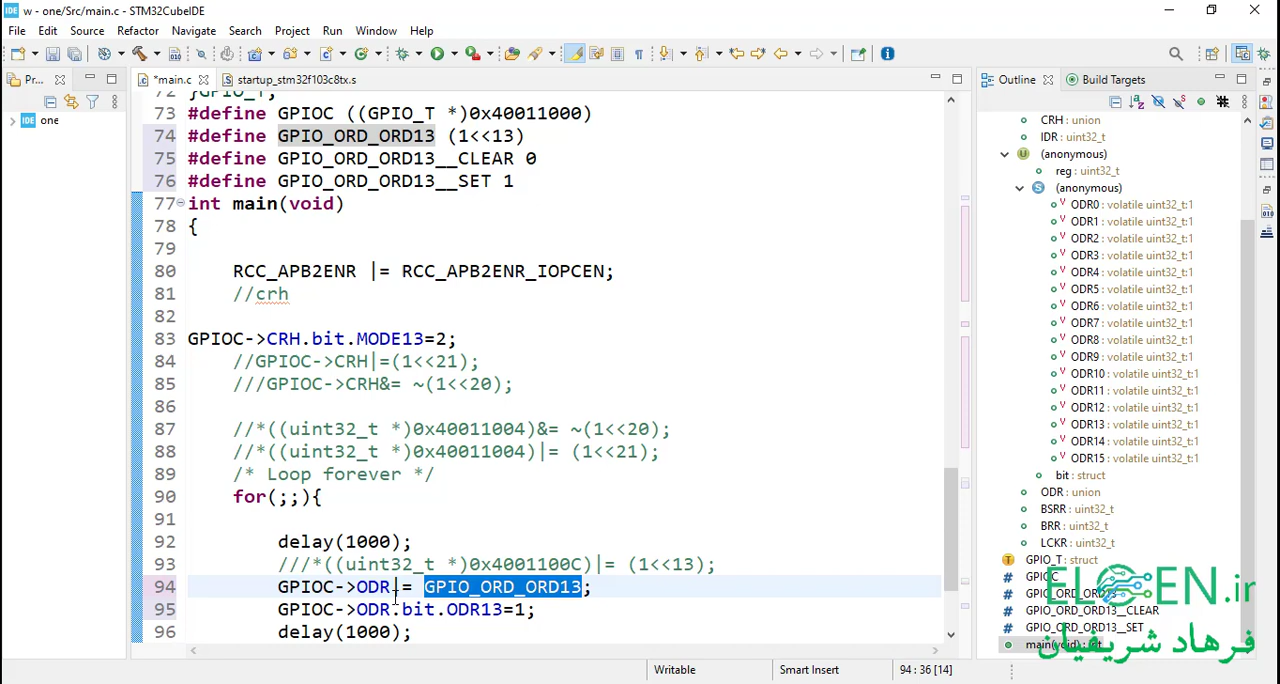 IDE w - one/Src/main.c - STM32CubeIDE
File Edit Source Refactor Navigate Search Project Run Window Help
Pr...
*main.c
startup_stm32f103c8tx.s
Outline
Build Targets
IDE one
73 #define GPIOC ((GPIO_T *)0x40011000)
74 #define GPIO_ORD_ORD13 (1<<13)
75 #define GPIO_ORD_ORD13__CLEAR 0
76 #define GPIO_ORD_ORD13__SET 1
77 int main(void)
78 {
79
80 RCC_APB2ENR |= RCC_APB2ENR_IOPCEN;
81 //crh
82
83 GPIOC->CRH.bit.MODE13=2;
84 //GPIOC->CRH|=(1<<21);
85 ///GPIOC->CRH&= ~(1<<20);
86
87 //*((uint32_t *)0x40011004)&= ~(1<<20);
88 //*((uint32_t *)0x40011004)|= (1<<21);
89 /* Loop forever */
90 for(;;){
91
92 delay(1000);
93 ///*((uint32_t *)0x4001100C)|= (1<<13);
94 GPIOC->ODR|= GPIO_ORD_ORD13;
95 GPIOC->ODR.bit.ODR13=1;
96 delay(1000);
CRH : union
IDR : uint32_t
(anonymous)
reg : uint32_t
(anonymous)
ODR0 : volatile uint32_t:1
ODR1 : volatile uint32_t:1
ODR2 : volatile uint32_t:1
ODR3 : volatile uint32_t:1
ODR4 : volatile uint32_t:1
ODR5 : volatile uint32_t:1
ODR6 : volatile uint32_t:1
ODR7 : volatile uint32_t:1
ODR8 : volatile uint32_t:1
ODR9 : volatile uint32_t:1
ODR10 : volatile uint32_t:1
ODR11 : volatile uint32_t:1
ODR12 : volatile uint32_t:1
ODR13 : volatile uint32_t:1
ODR14 : volatile uint32_t:1
ODR15 : volatile uint32_t:1
bit : struct
ODR : union
BSRR : uint32_t
BRR : uint32_t
LCKR : uint32_t
GPIO_T : struct
GPIOC
GPIO_ORD_ORD13
GPIO_ORD_ORD13__CLEAR
GPIO_ORD_ORD13__SET
main(void) : int
ELOEN.ir
فرهاد شریفیان
Writable
Smart Insert
94 : 36 [14]